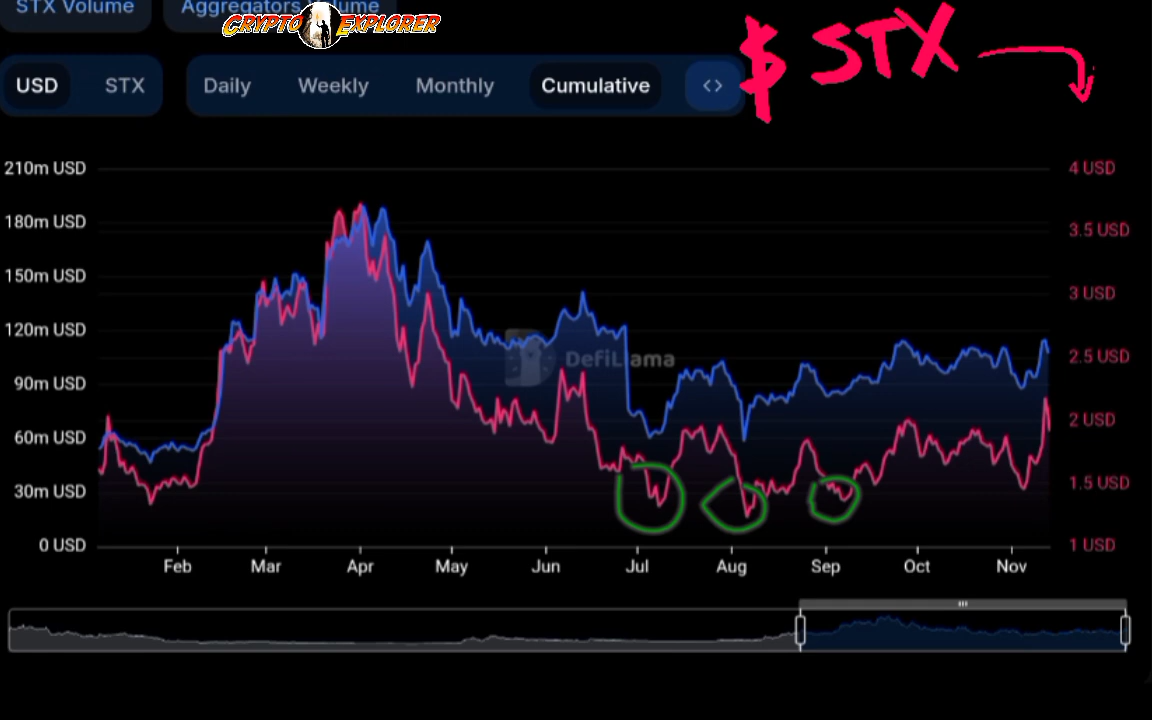 STX Volume Aggregators Volume
CRYPTO EXPLORER
$ STX
USD STX Daily Weekly Monthly Cumulative <>
210m USD 4 USD
180m USD 3.5 USD
150m USD 3 USD
120m USD 2.5 USD
DefiLlama
90m USD 2 USD
60m USD 1.5 USD
30m USD 1 USD
0 USD
Feb Mar Apr May Jun Jul Aug Sep Oct Nov